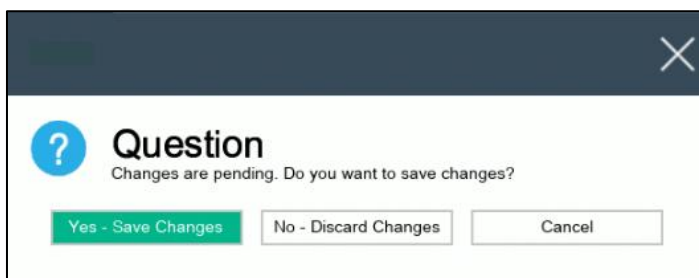 ?
Question
Changes are pending. Do you want to save changes?
Yes - Save Changes
No - Discard Changes
Cancel